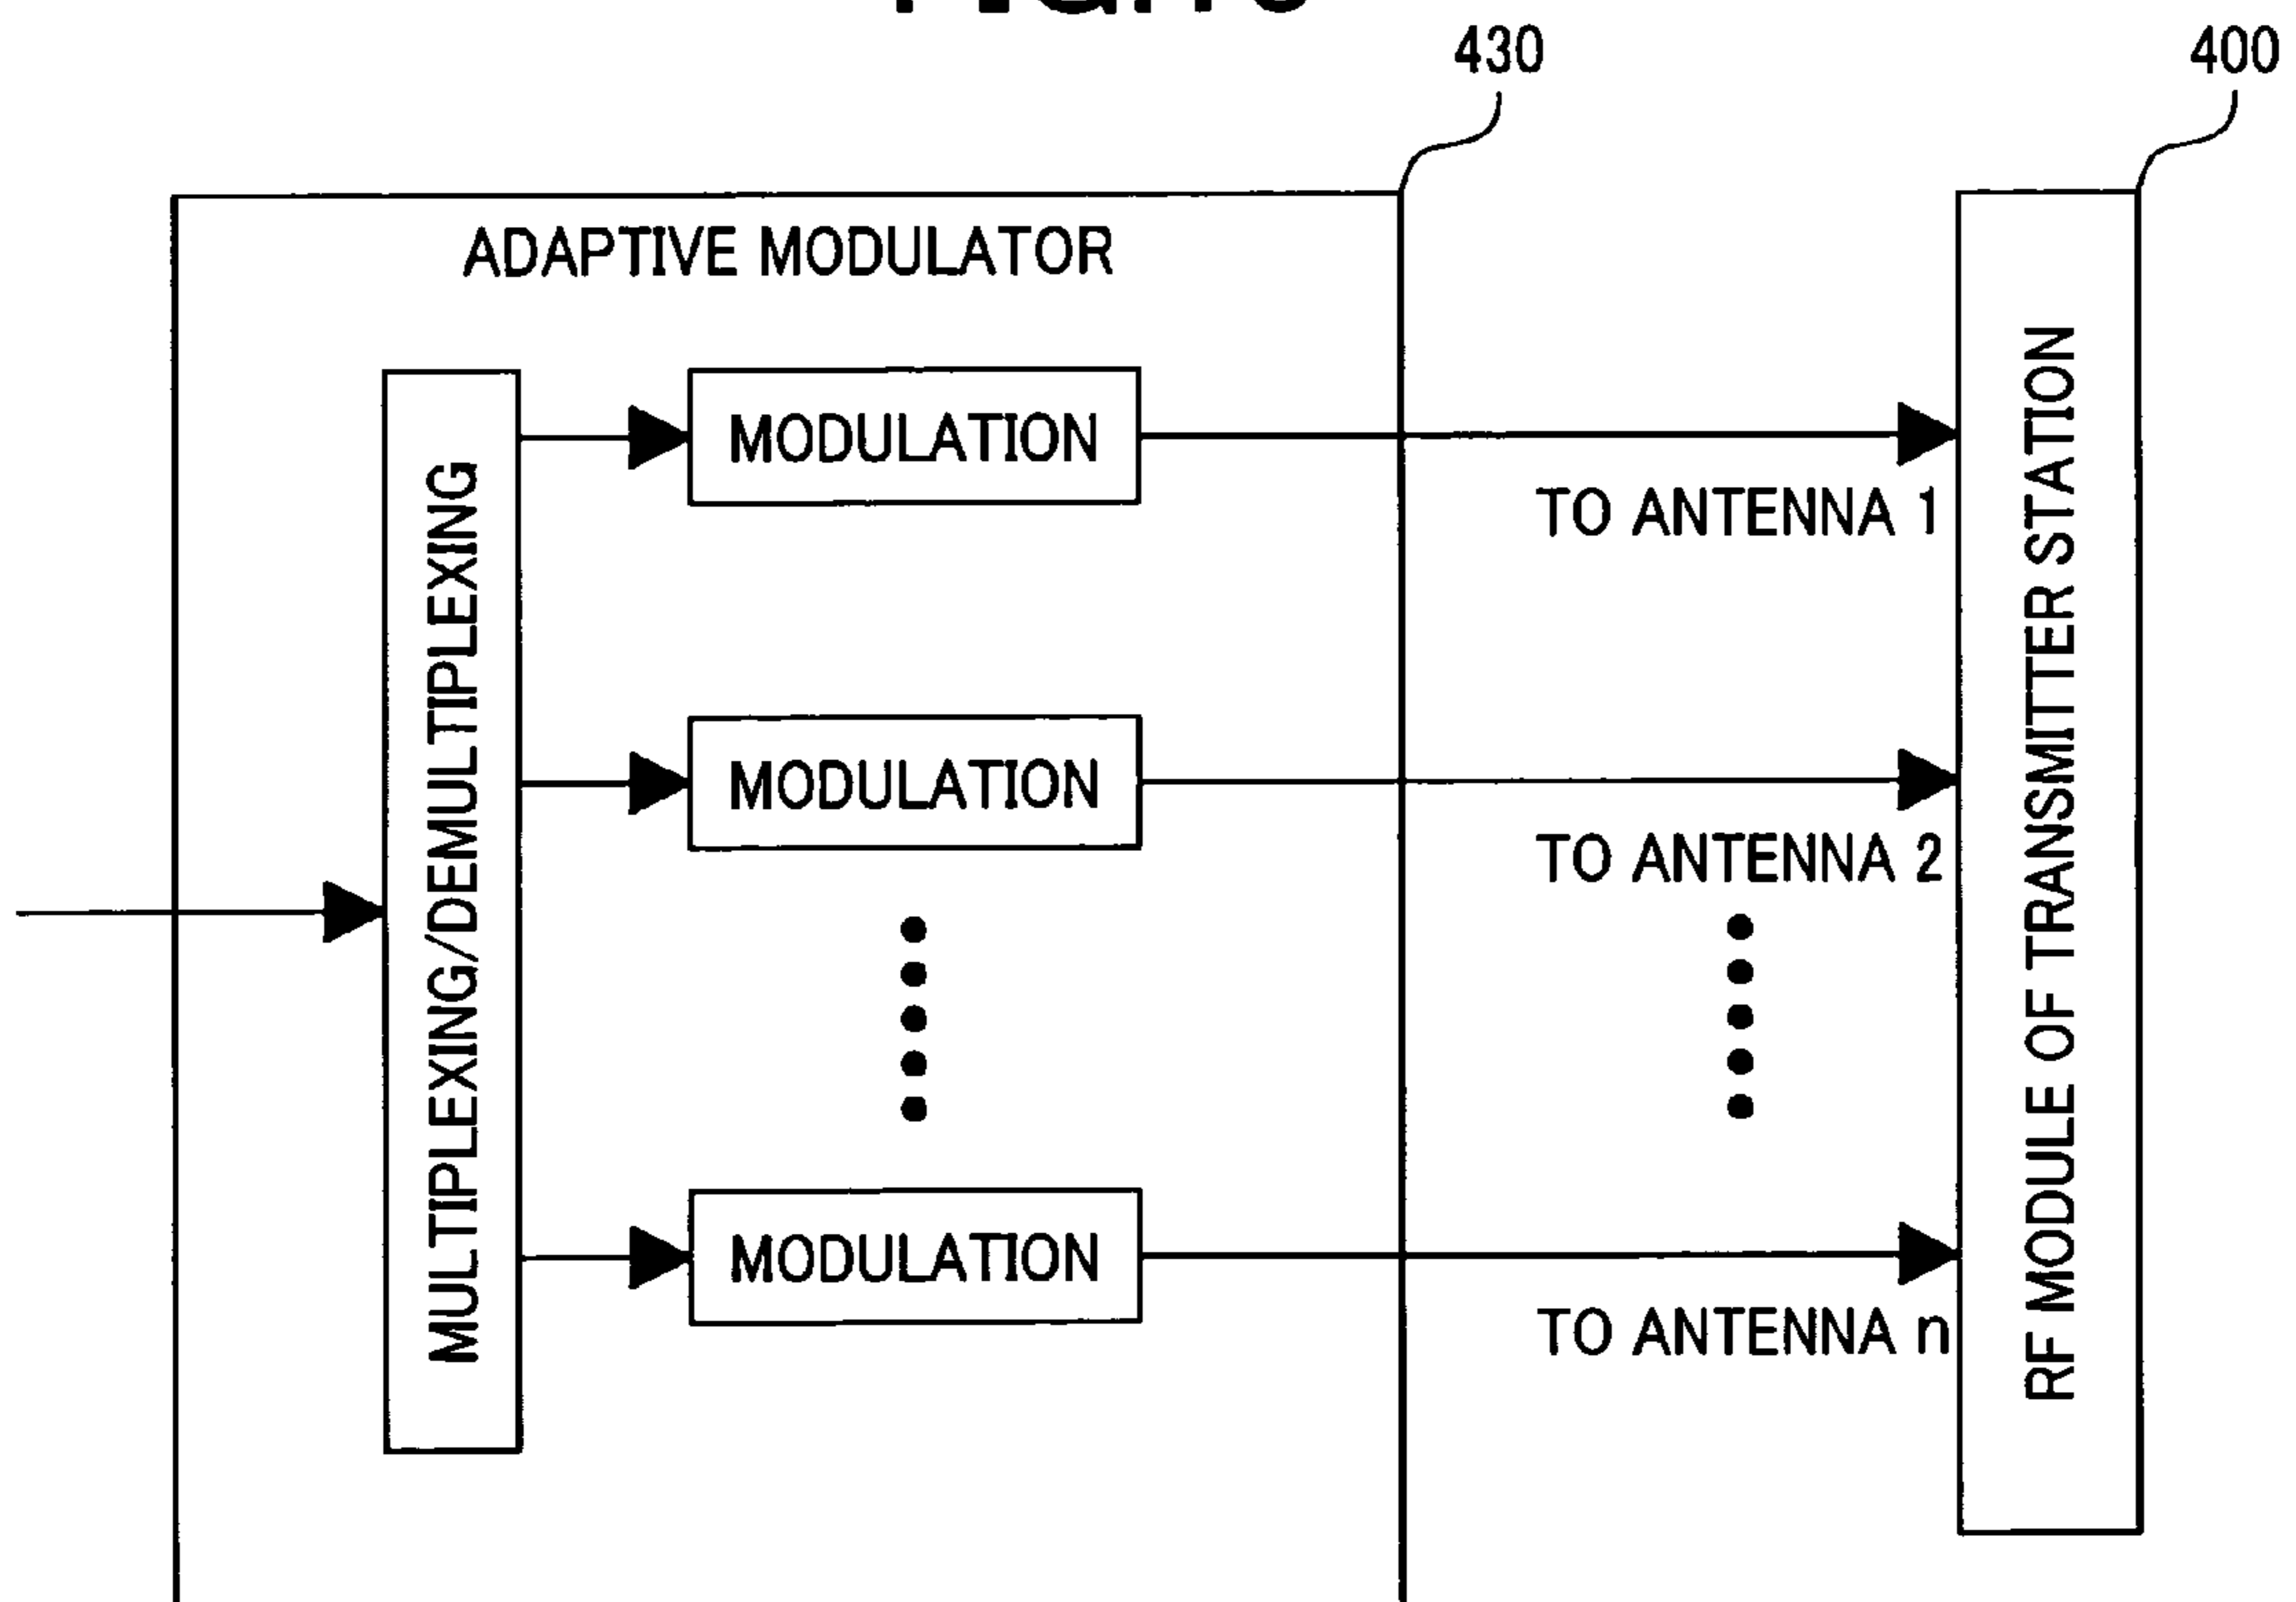 430
400
ADAPTIVE MODULATOR
MULTIPLEXING/DEMULTIPLEXING
MODULATION
TO ANTENNA 1
MODULATION
TO ANTENNA 2
MODULATION
TO ANTENNA n
RF MODULE OF TRANSMITTER STATION